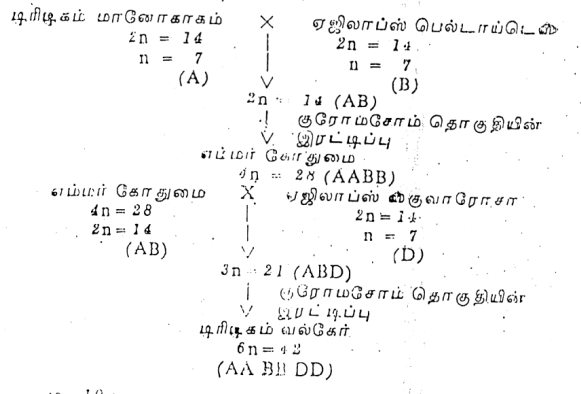 டிரிடிகம் மானோகாகம் X ஏஜிலாப்ஸ் பெல்டாய்டெஸ்
2n = 14 2n = 14
n = 7 n = 7
(A) (B)
2n = 14 (AB)
குரோம்சோம் தொகுதியின்
இரட்டிப்பு
எம்மர் கோதுமை
4n = 28 (AABB)
எம்மர் கோதுமை X ஏஜிலாப்ஸ் ஸ்குவாரோசா
4n = 28 2n = 14
2n = 14 n = 7
(AB) (D)
3n = 21 (ABD)
குரோமசோம் தொகுதியின்
இரட்டிப்பு
டிரிடிகம் வல்கேர்
6n = 42
(AA BB DD)